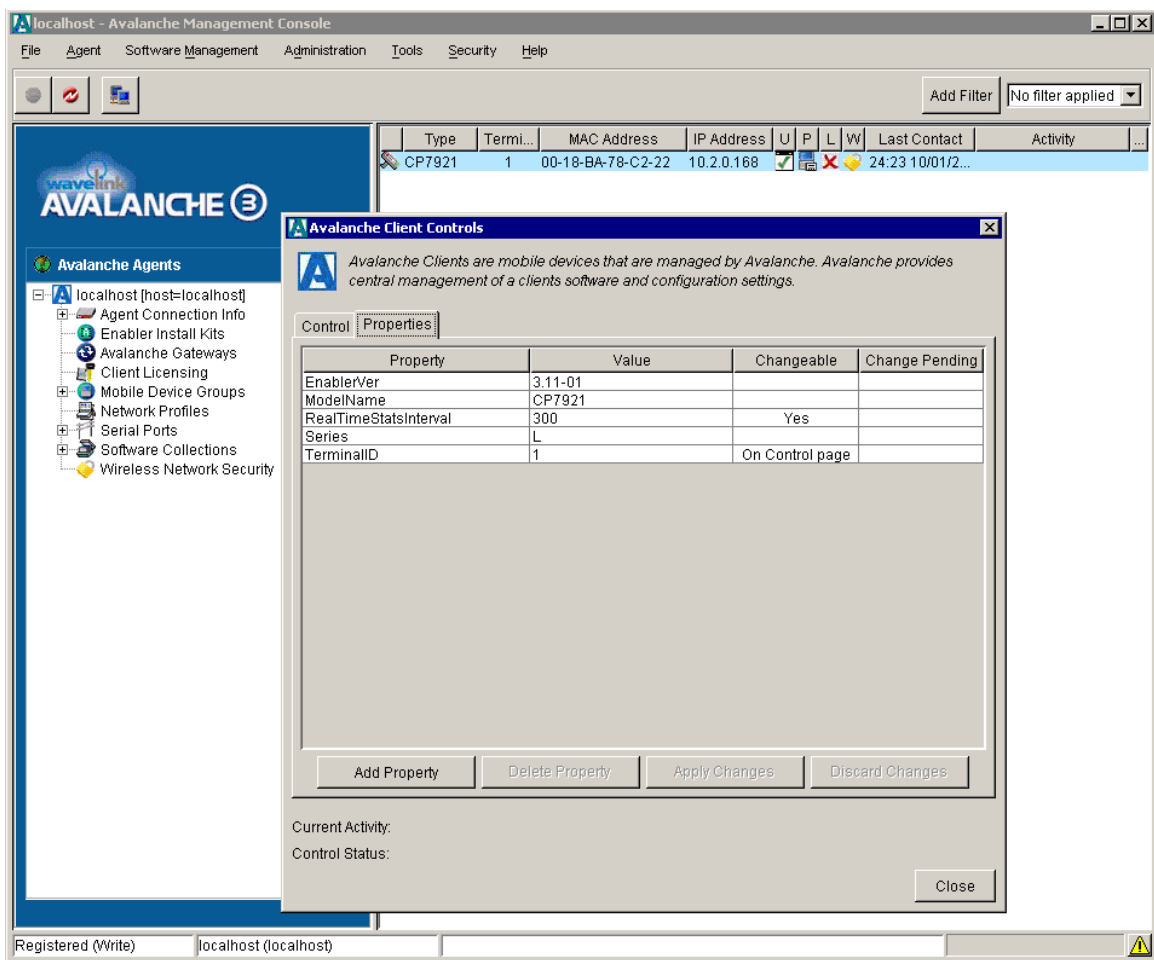 localhost - Avalanche Management Console
File Agent Software Management Administration Tools Security Help
Add Filter No filter applied
Type Termi... MAC Address IP Address U P L W Last Contact Activity ...
CP7921 1 00-18-BA-78-C2-22 10.2.0.168 24:23 10/01/2...
wavelink
AVALANCHE 3
Avalanche Agents
localhost [host=localhost]
Agent Connection Info
Enabler Install Kits
Avalanche Gateways
Client Licensing
Mobile Device Groups
Network Profiles
Serial Ports
Software Collections
Wireless Network Security
Avalanche Client Controls
Avalanche Clients are mobile devices that are managed by Avalanche. Avalanche provides
central management of a clients software and configuration settings.
Control Properties
Property Value Changeable Change Pending
EnablerVer 3.11-01
ModelName CP7921
RealTimeStatsInterval 300 Yes
Series L
TerminalID 1 On Control page
Add Property Delete Property Apply Changes Discard Changes
Current Activity:
Control Status:
Close
Registered (Write) localhost (localhost)